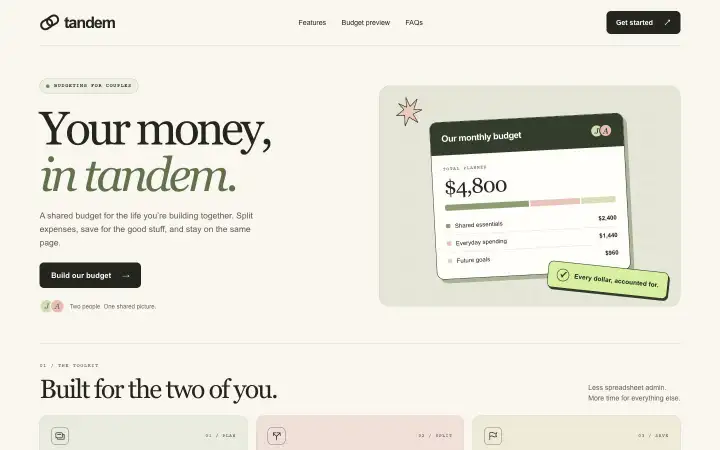 tandem
Features
Budget preview
FAQs
Get started ↗
BUDGETING FOR COUPLES
Your money,
in tandem.
A shared budget for the life you're building together. Split
expenses, save for the good stuff, and stay on the same
page.
Build our budget →
J A
Two people. One shared picture.
Our monthly budget
J A
TOTAL PLANNED
$4,800
Shared essentials $2,400
Everyday spending $1,440
Future goals $960
Every dollar, accounted for.
01 / THE TOOLKIT
Built for the two of you.
Less spreadsheet admin.
More time for everything else.
01 / PLAN
02 / SPLIT
03 / SAVE